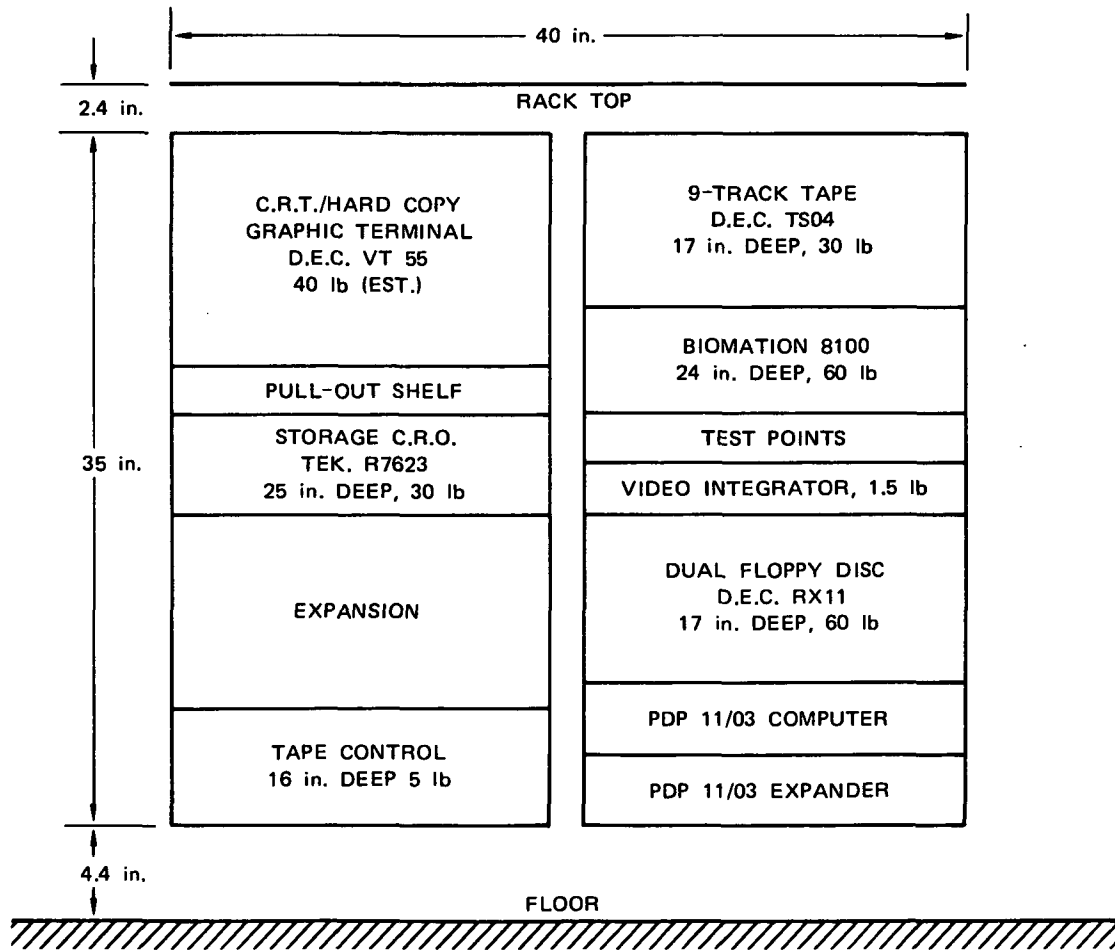 40 in.
2.4 in.
RACK TOP
35 in.
C.R.T./HARD COPY
GRAPHIC TERMINAL
D.E.C. VT 55
40 lb (EST.)
PULL-OUT SHELF
STORAGE C.R.O.
TEK. R7623
25 in. DEEP, 30 lb
EXPANSION
TAPE CONTROL
16 in. DEEP 5 lb
9-TRACK TAPE
D.E.C. TS04
17 in. DEEP, 30 lb
BIOMATION 8100
24 in. DEEP, 60 lb
TEST POINTS
VIDEO INTEGRATOR, 1.5 lb
DUAL FLOPPY DISC
D.E.C. RX11
17 in. DEEP, 60 lb
PDP 11/03 COMPUTER
PDP 11/03 EXPANDER
4.4 in.
FLOOR